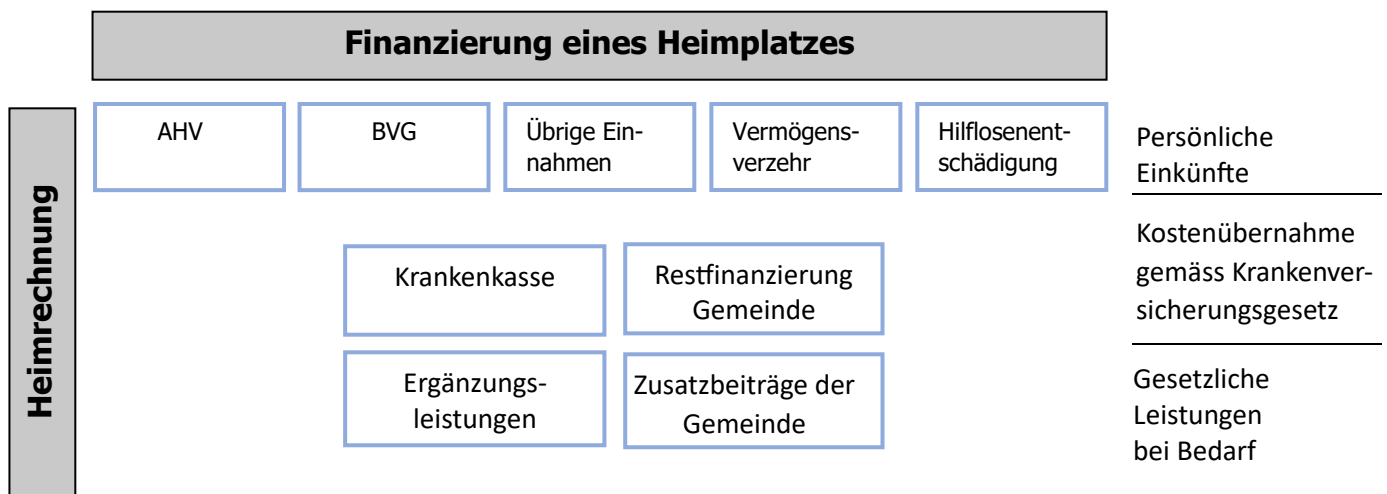 Finanzierung eines Heimplatzes
Heimrechnung
AHV
BVG
Übrige Ein-
nahmen
Vermögens-
verzehr
Hilflosenent-
schädigung
Persönliche
Einkünfte
Krankenkasse
Restfinanzierung
Gemeinde
Kostenübernahme
gemäss Krankenver-
sicherungsgesetz
Ergänzungs-
leistungen
Zusatzbeiträge der
Gemeinde
Gesetzliche
Leistungen
bei Bedarf